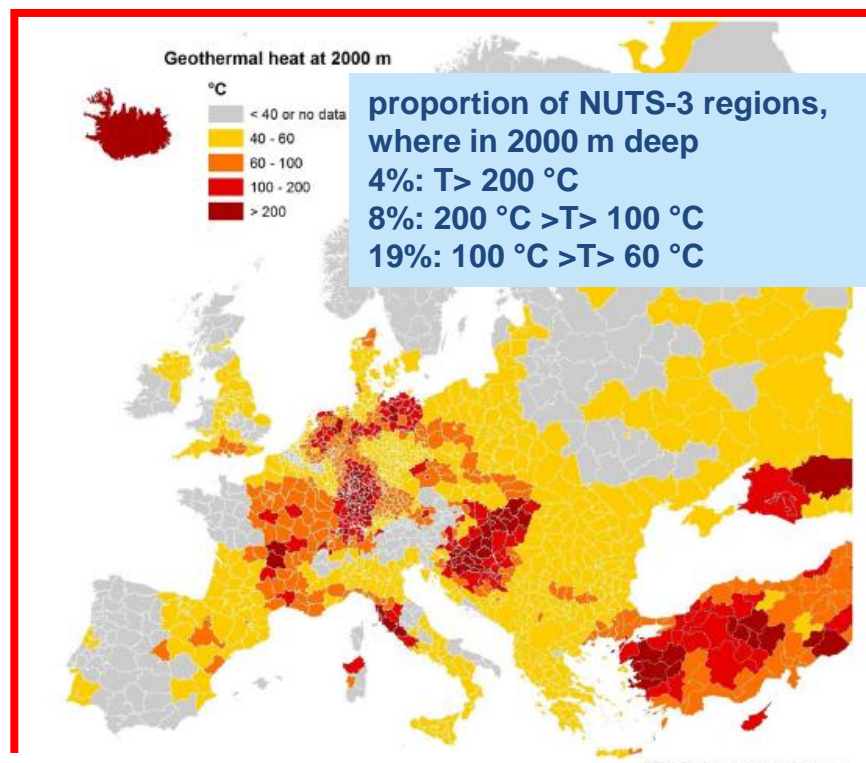 Geothermal heat at 2000 m
°C
< 40 or no data
40 - 60
60 - 100
100 - 200
> 200
proportion of NUTS-3 regions,
where in 2000 m deep
4%: T> 200 °C
8%: 200 °C >T> 100 °C
19%: 100 °C >T> 60 °C